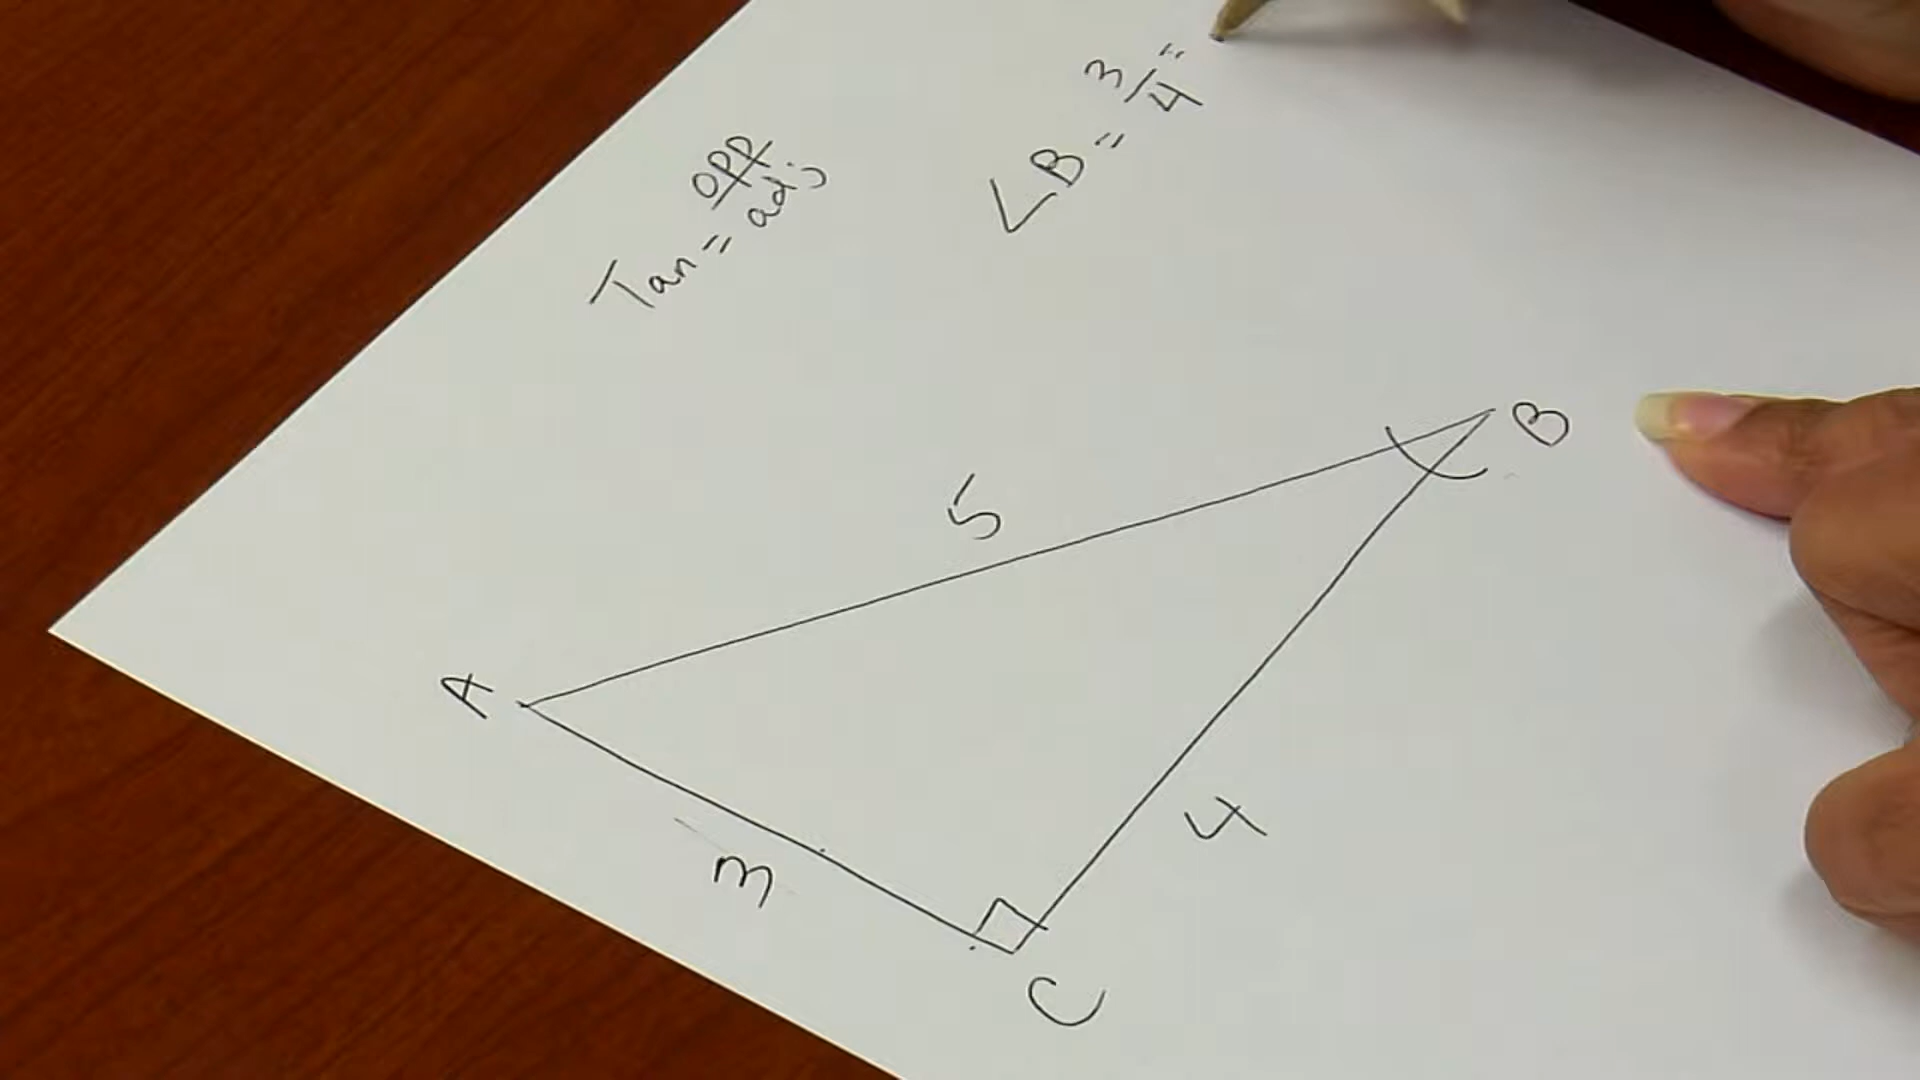 Tan = opp/adj
∠B = 3/4 =
5
B
A
4
3
C